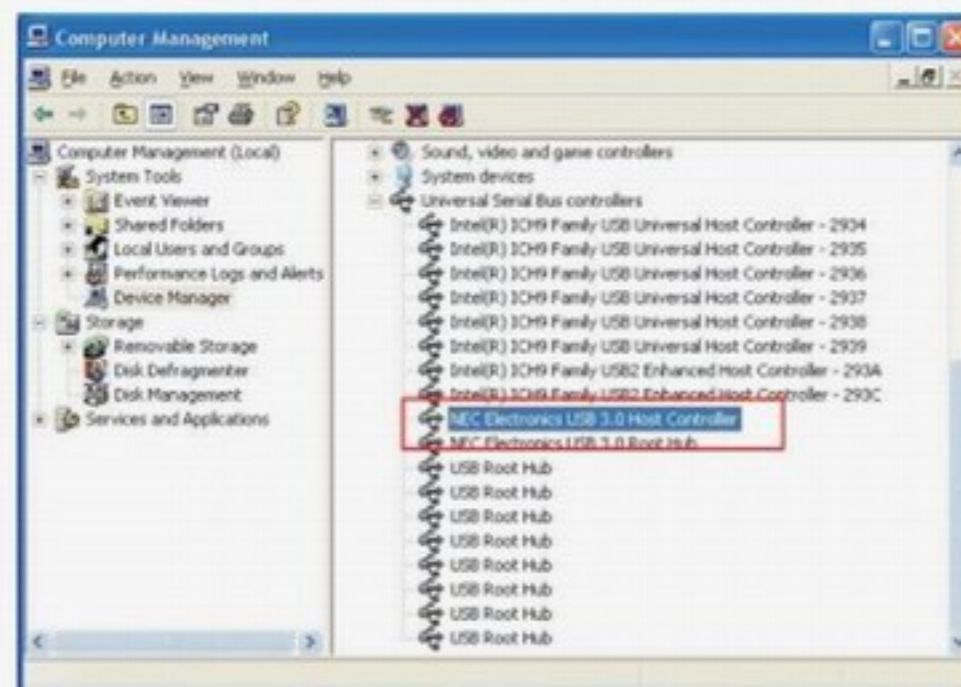 Computer Management
File Action View Window Help
Computer Management (Local)
System Tools
Event Viewer
Shared Folders
Local Users and Groups
Performance Logs and Alerts
Device Manager
Storage
Removable Storage
Disk Defragmenter
Disk Management
Services and Applications
Sound, video and game controllers
System devices
Universal Serial Bus controllers
Intel(R) ICH9 Family USB Universal Host Controller - 2934
Intel(R) ICH9 Family USB Universal Host Controller - 2935
Intel(R) ICH9 Family USB Universal Host Controller - 2936
Intel(R) ICH9 Family USB Universal Host Controller - 2937
Intel(R) ICH9 Family USB Universal Host Controller - 2938
Intel(R) ICH9 Family USB Universal Host Controller - 2939
Intel(R) ICH9 Family USB2 Enhanced Host Controller - 293A
Intel(R) ICH9 Family USB2 Enhanced Host Controller - 293C
NEC Electronics USB 3.0 Host Controller
NEC Electronics USB 3.0 Root Hub
USB Root Hub
USB Root Hub
USB Root Hub
USB Root Hub
USB Root Hub
USB Root Hub
USB Root Hub
USB Root Hub